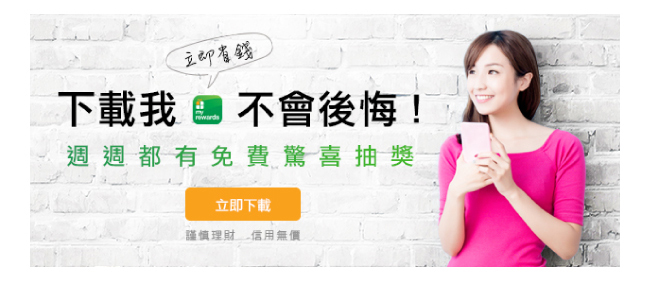 立即省錢
下載我 my rewards 不會後悔！
週週都有免費驚喜抽獎
立即下載
謹慎理財 信用無價